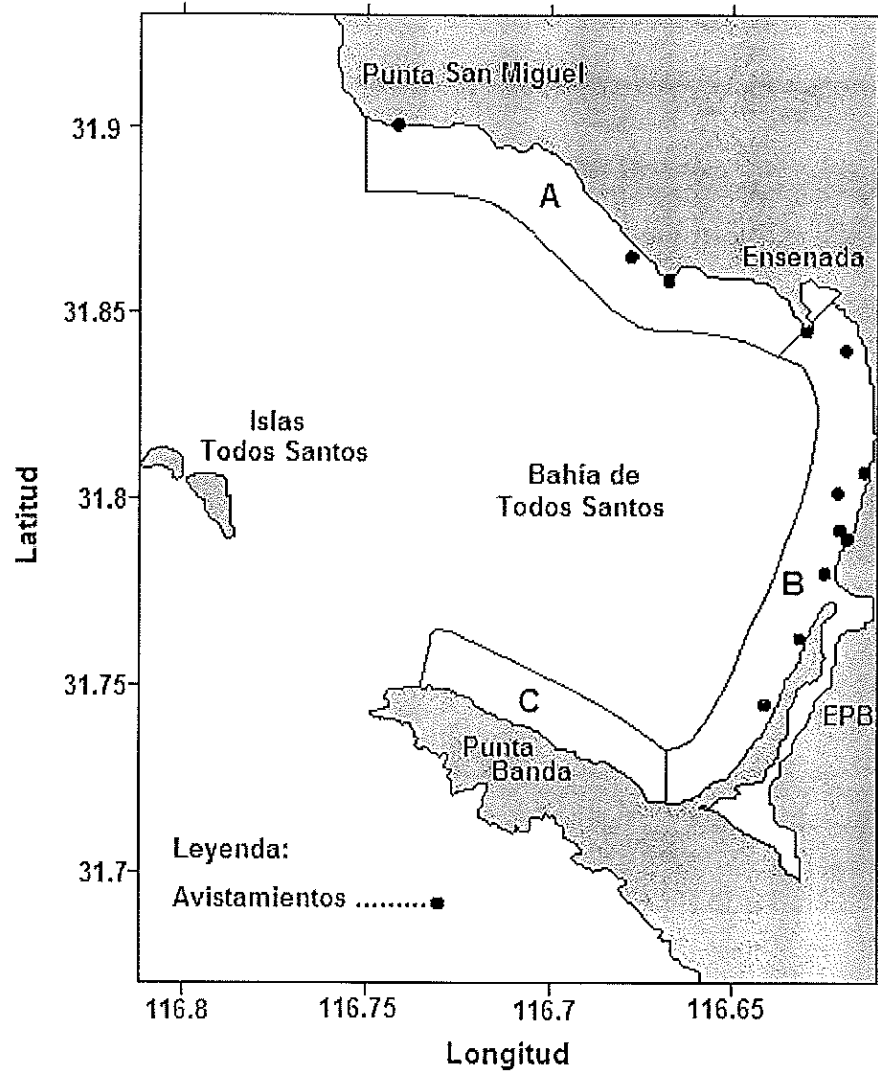 Punta San Miguel
31.9
A
Ensenada
31.85
Islas
Todos Santos
Bahía de
Todos Santos
31.8
Latitud
B
31.75
C
EPB
Punta
Banda
Leyenda:
31.7
Avistamientos .........
116.8
116.75
116.7
116.65
Longitud